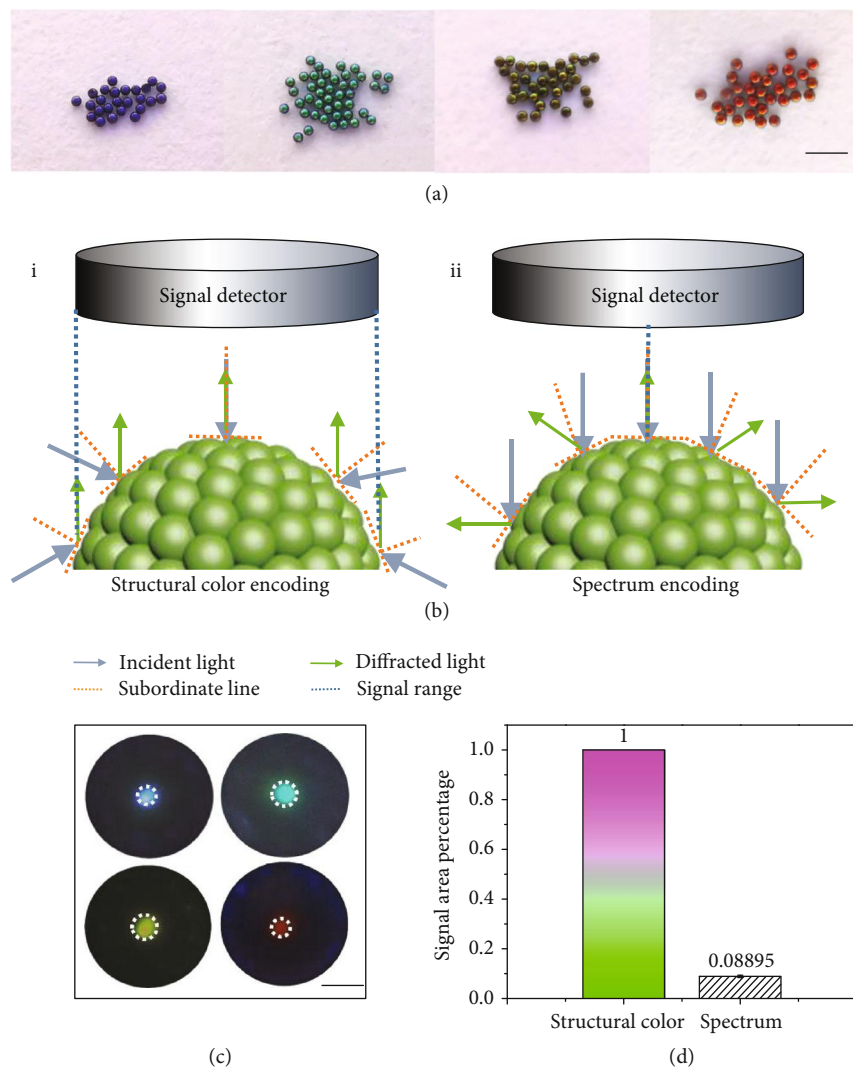 (a)
i
Signal detector
ii
Signal detector
Structural color encoding
Spectrum encoding
(b)
Incident light
Diffracted light
Subordinate line
Signal range
1
1.0
0.8
0.6
0.4
0.2
0.0
Signal area percentage
0.08895
Structural color
Spectrum
(c)
(d)